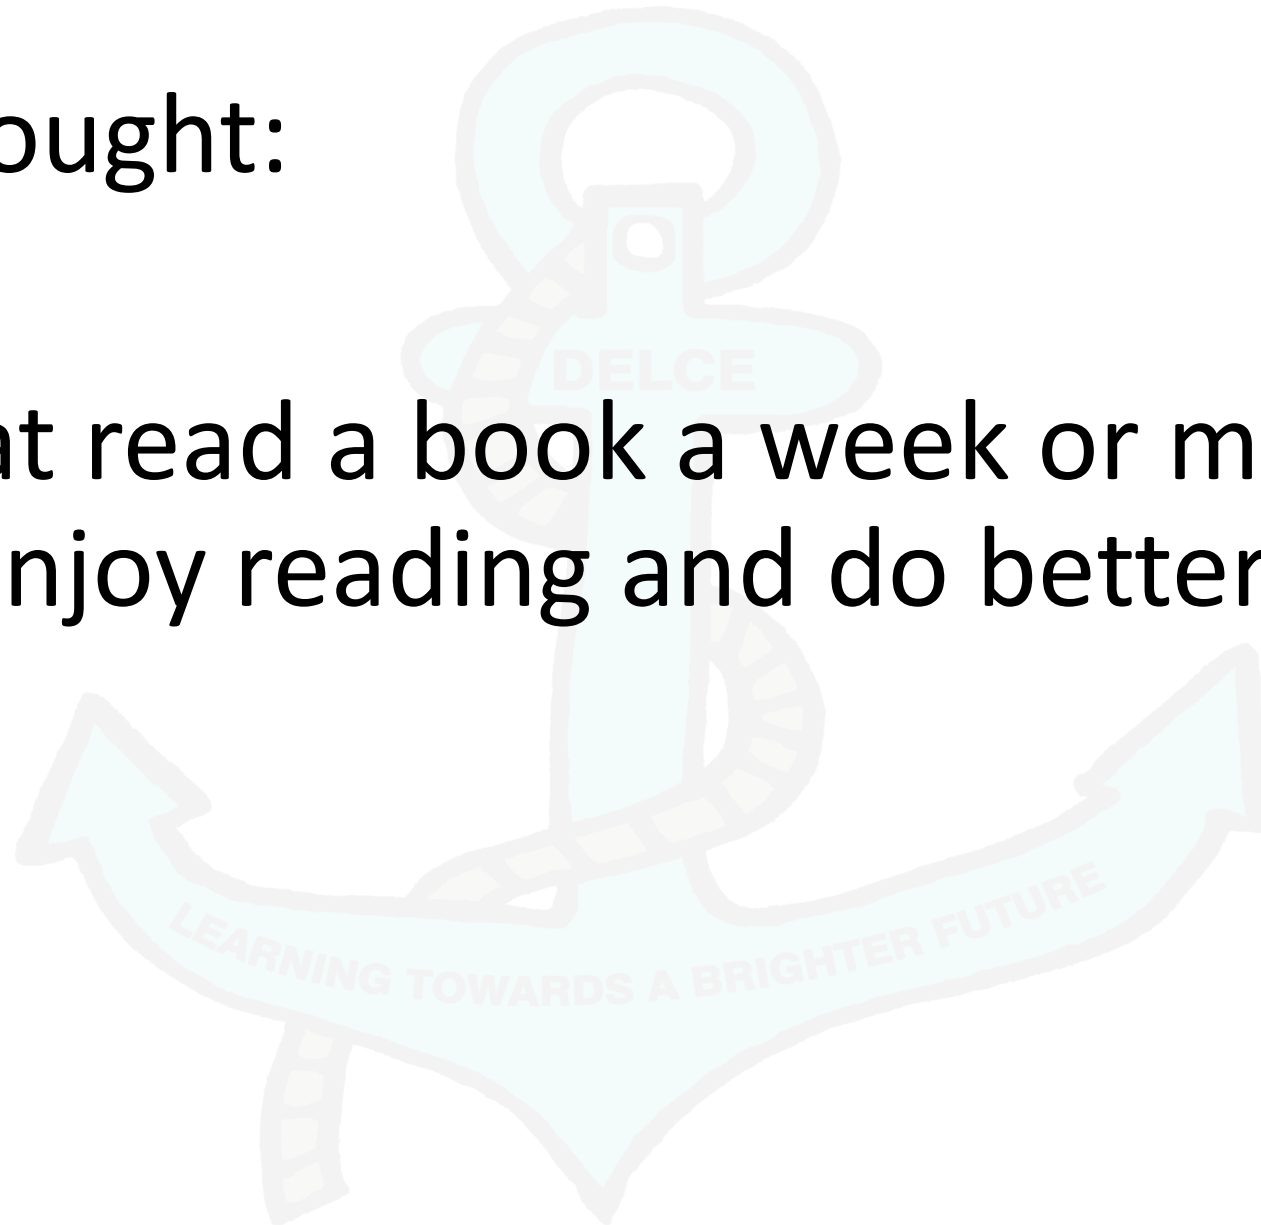 ought:
DELCE
at read a book a week or m
njoy reading and do better
LEARNING TOWARDS A BRIGHTER FUTURE